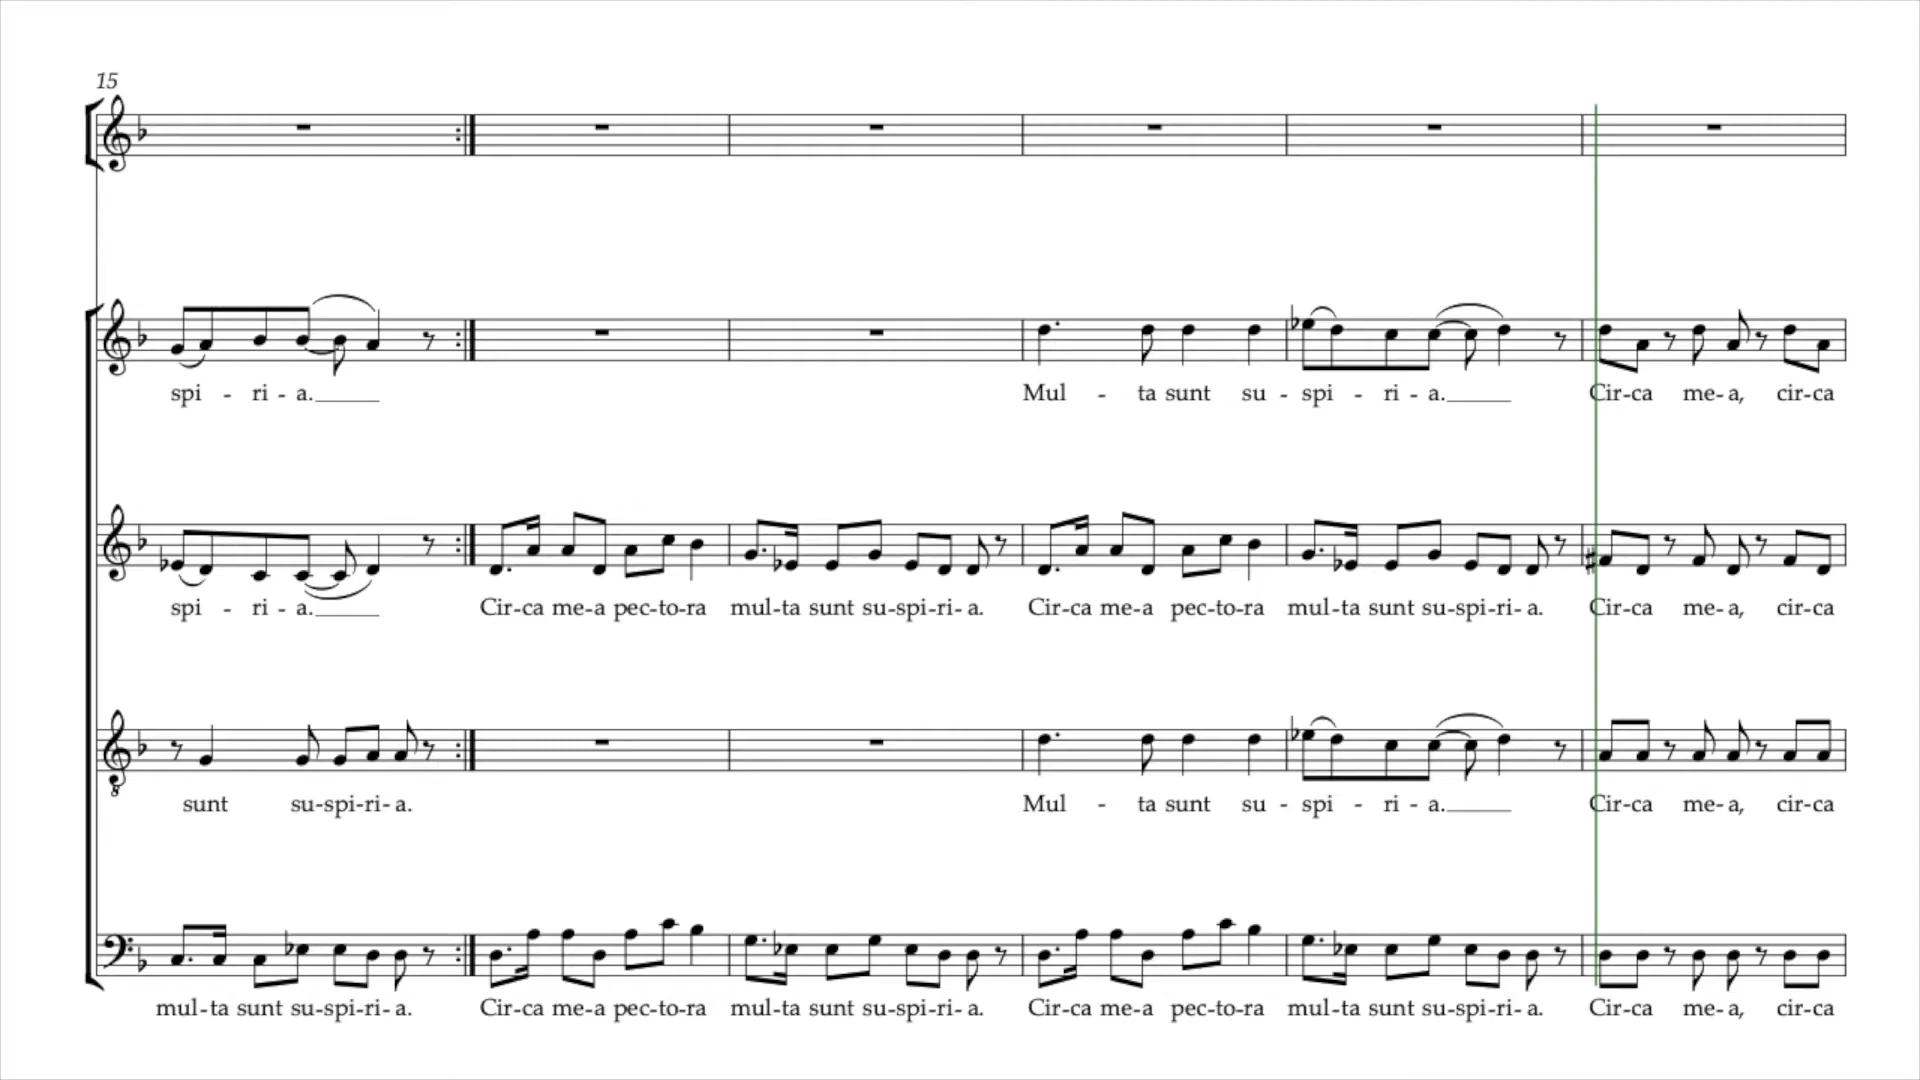 15
spi - ri - a.
Mul - ta sunt su - spi - ri - a. Cir-ca me-a, cir-ca
spi - ri - a. Cir-ca me-a pec-to-ra mul-ta sunt su-spi-ri-a. Cir-ca me-a pec-to-ra mul-ta sunt su-spi-ri-a. Cir-ca me-a, cir-ca
sunt su-spi-ri-a. Mul - ta sunt su - spi - ri - a. Cir-ca me-a, cir-ca
mul-ta sunt su-spi-ri-a. Cir-ca me-a pec-to-ra mul-ta sunt su-spi-ri-a. Cir-ca me-a pec-to-ra mul-ta sunt su-spi-ri-a. Cir-ca me-a, cir-ca